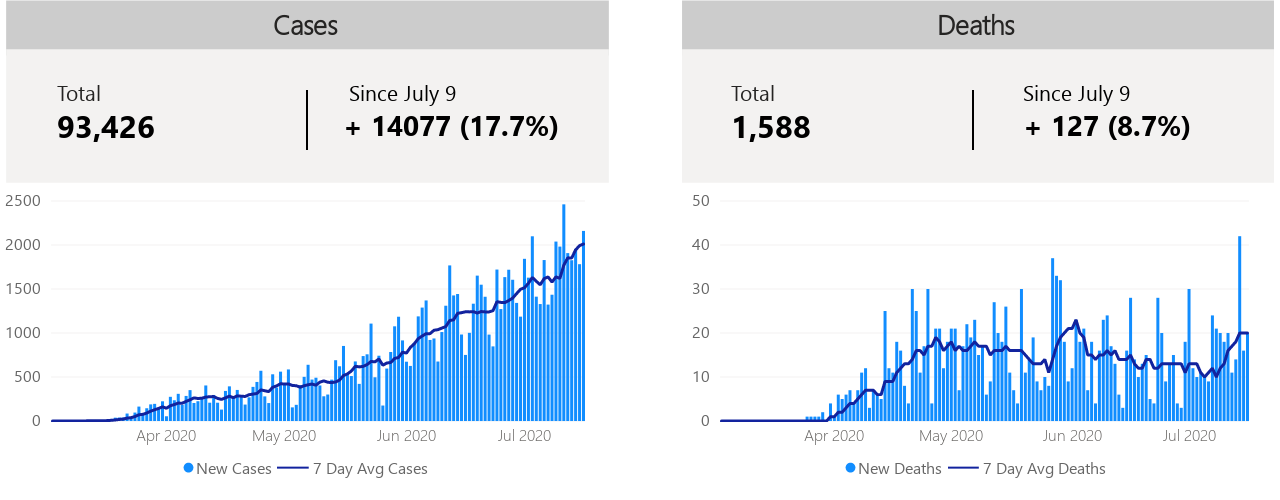 Cases
Total
Since July 9
93,426
+ 14077 (17.7%)
2500
2000
1500
1000
500
0
Apr 2020
May 2020
Jun 2020
Jul 2020
New Cases
7 Day Avg Cases
Deaths
Total
Since July 9
1,588
+ 127 (8.7%)
50
40
30
20
10
0
Apr 2020
May 2020
Jun 2020
Jul 2020
New Deaths
7 Day Avg Deaths